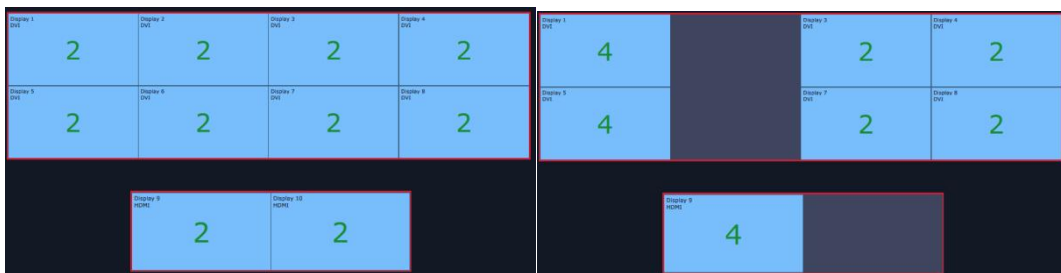 Display 1
DVI
2
Display 2
DVI
2
Display 3
DVI
2
Display 4
DVI
2
Display 5
DVI
2
Display 6
DVI
2
Display 7
DVI
2
Display 8
DVI
2
Display 9
HDMI
2
Display 10
HDMI
2
Display 1
DVI
4
Display 3
DVI
2
Display 4
DVI
2
Display 5
DVI
4
Display 7
DVI
2
Display 8
DVI
2
Display 9
HDMI
4